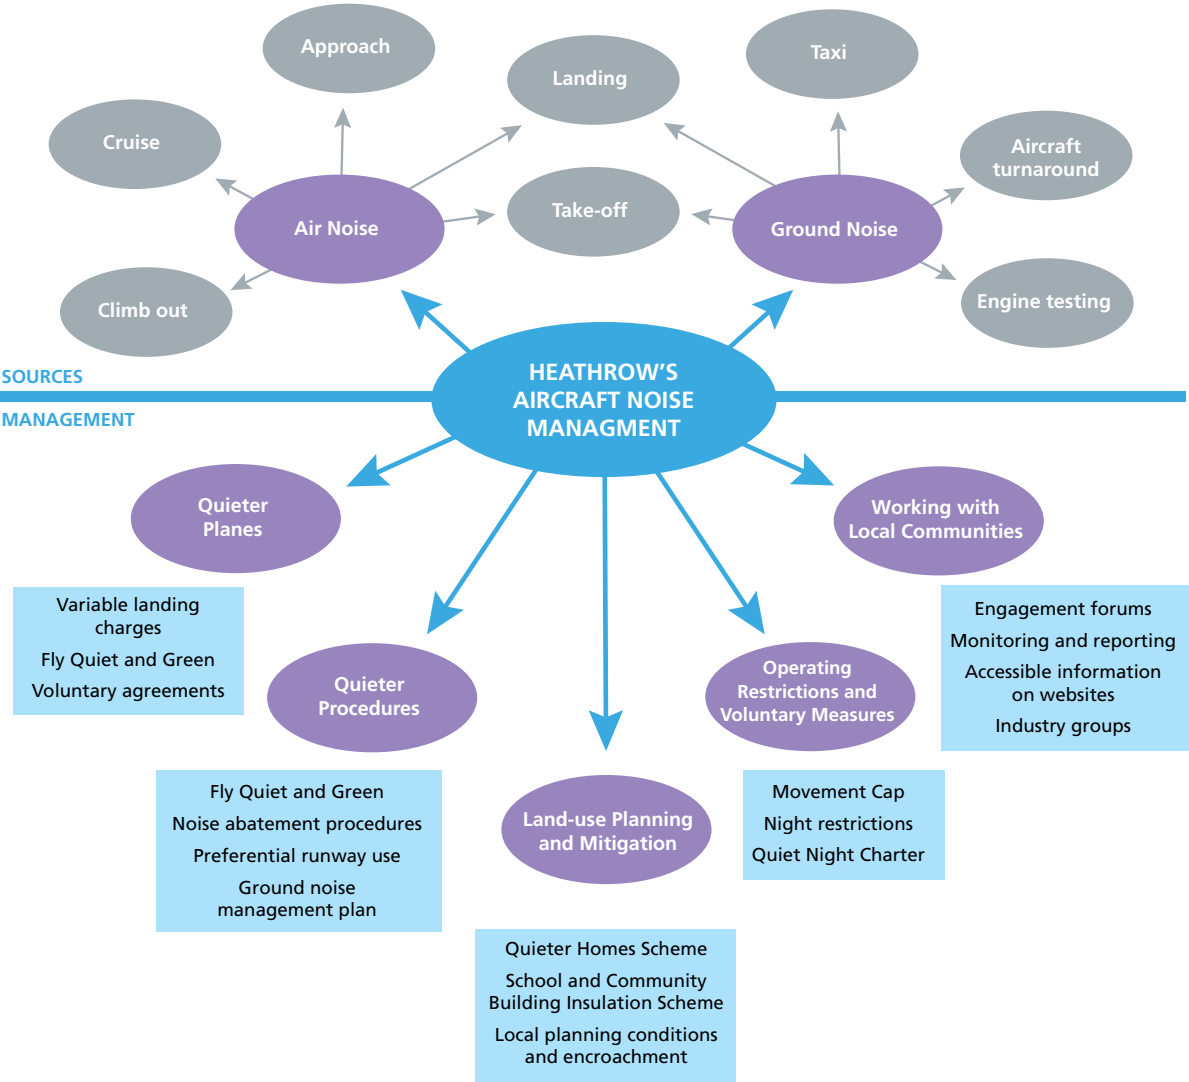 Approach
Landing
Taxi
Cruise
Aircraft
turnaround
Air Noise
Take-off
Ground Noise
Climb out
Engine testing
SOURCES
HEATHROW'S
AIRCRAFT NOISE
MANAGMENT
MANAGEMENT
Quieter
Planes
Variable landing
charges
Fly Quiet and Green
Voluntary agreements
Quieter
Procedures
Fly Quiet and Green
Noise abatement procedures
Preferential runway use
Ground noise
management plan
Land-use Planning
and Mitigation
Quieter Homes Scheme
School and Community
Building Insulation Scheme
Local planning conditions
and encroachment
Operating
Restrictions and
Voluntary Measures
Movement Cap
Night restrictions
Quiet Night Charter
Working with
Local Communities
Engagement forums
Monitoring and reporting
Accessible information
on websites
Industry groups